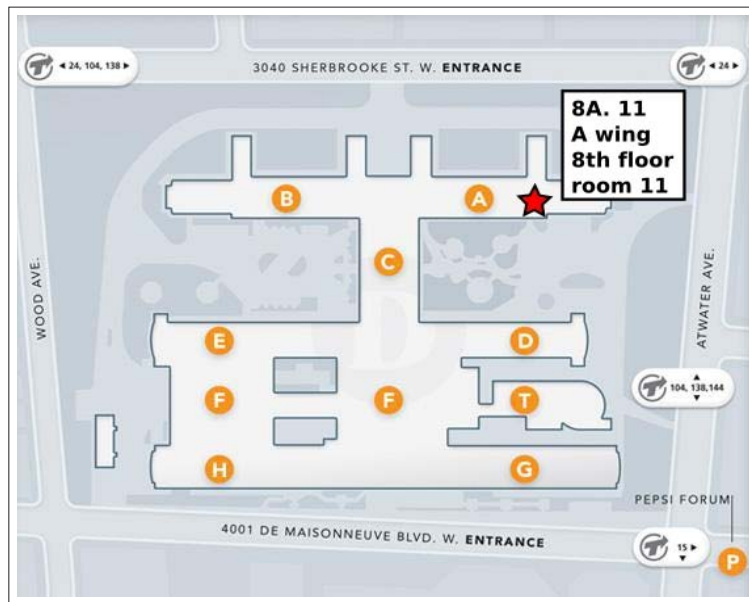 ◄ 24, 104, 138 ►
3040 SHERBROOKE ST. W. ENTRANCE
◄ 24 ►
8A. 11
A wing
8th floor
room 11
B
A
C
WOOD AVE.
ATWATER AVE.
D
E
D
F
F
T
104, 138,144
H
G
PEPSI FORUM
4001 DE MAISONNEUVE BLVD. W. ENTRANCE
15 ►
P